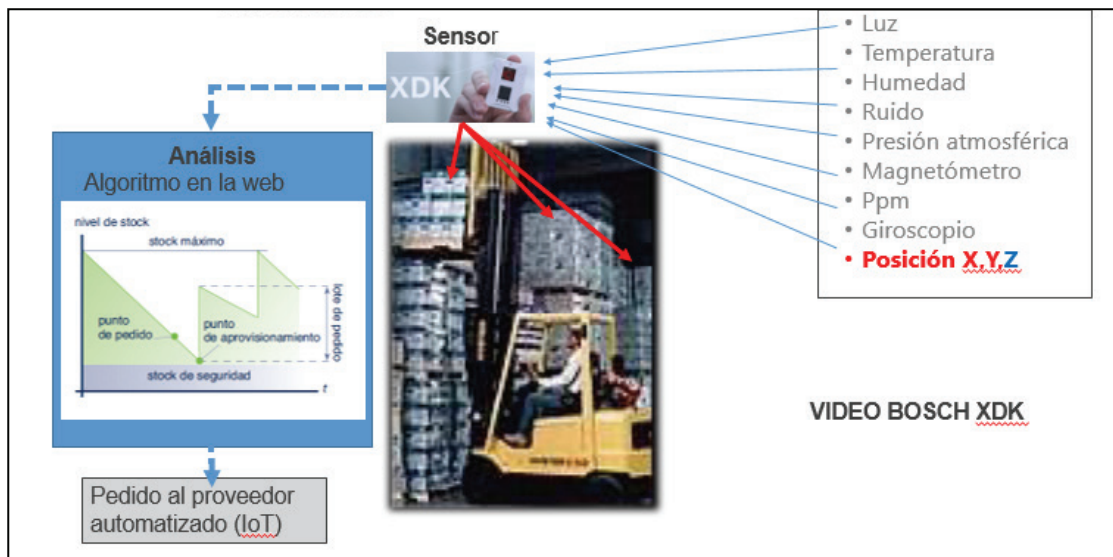 Sensor
XDK
Luz
Temperatura
Humedad
Ruido
Presión atmosférica
Magnetómetro
Ppm
Giroscopio
Posición X,Y,Z
Análisis
Algoritmo en la web
nivel de stock
stock máximo
punto
de pedido
punto
de aprovisionamiento
lote de pedido
stock de seguridad
t
VIDEO BOSCH XDK
Pedido al proveedor
automatizado (IoT)